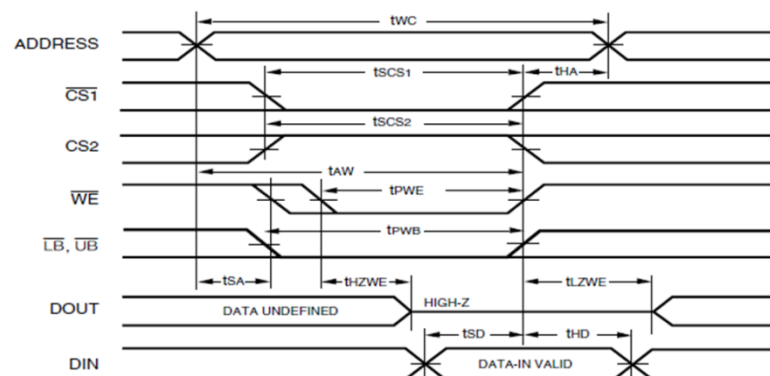 tWC
ADDRESS
tSCS1 tHA
CS1
tSCS2
CS2
tAW
tPWE
WE
tPWB
LB, UB
tSA tHZWE tLZWE
DOUT DATA UNDEFINED HIGH-Z
tSD tHD
DIN DATA-IN VALID